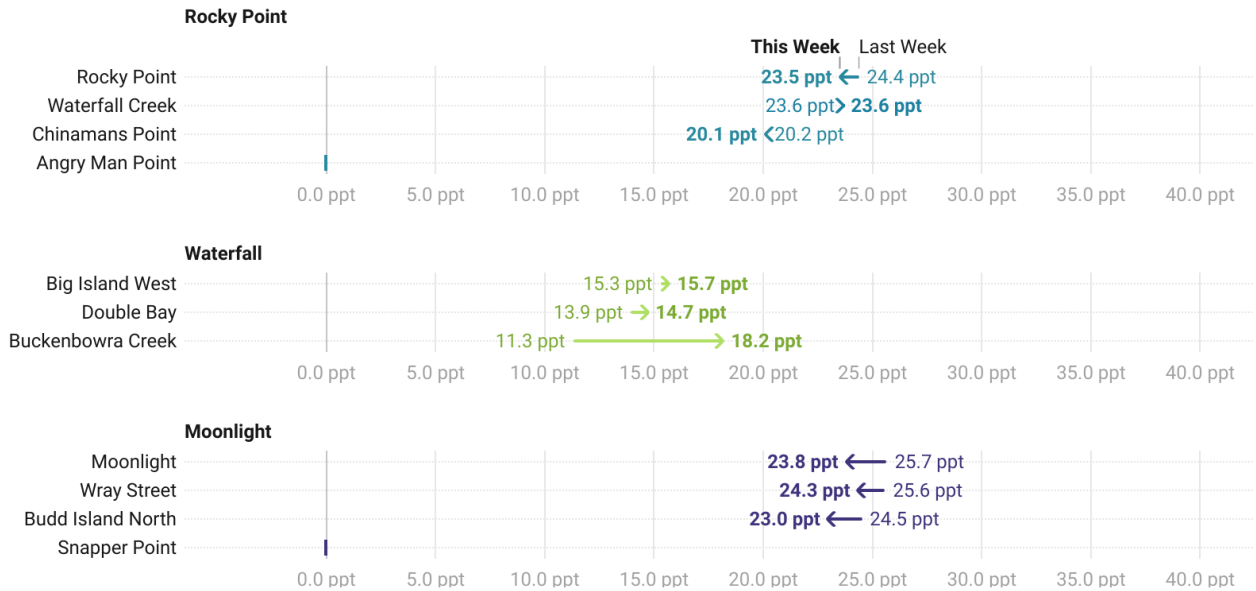 Rocky Point
This Week Last Week
Rocky Point 23.5 ppt 24.4 ppt
Waterfall Creek 23.6 ppt 23.6 ppt
Chinamans Point 20.1 ppt 20.2 ppt
Angry Man Point
0.0 ppt 5.0 ppt 10.0 ppt 15.0 ppt 20.0 ppt 25.0 ppt 30.0 ppt 35.0 ppt 40.0 ppt
Waterfall
Big Island West 15.3 ppt 15.7 ppt
Double Bay 13.9 ppt 14.7 ppt
Buckenbowra Creek 11.3 ppt 18.2 ppt
0.0 ppt 5.0 ppt 10.0 ppt 15.0 ppt 20.0 ppt 25.0 ppt 30.0 ppt 35.0 ppt 40.0 ppt
Moonlight
Moonlight 23.8 ppt 25.7 ppt
Wray Street 24.3 ppt 25.6 ppt
Budd Island North 23.0 ppt 24.5 ppt
Snapper Point
0.0 ppt 5.0 ppt 10.0 ppt 15.0 ppt 20.0 ppt 25.0 ppt 30.0 ppt 35.0 ppt 40.0 ppt